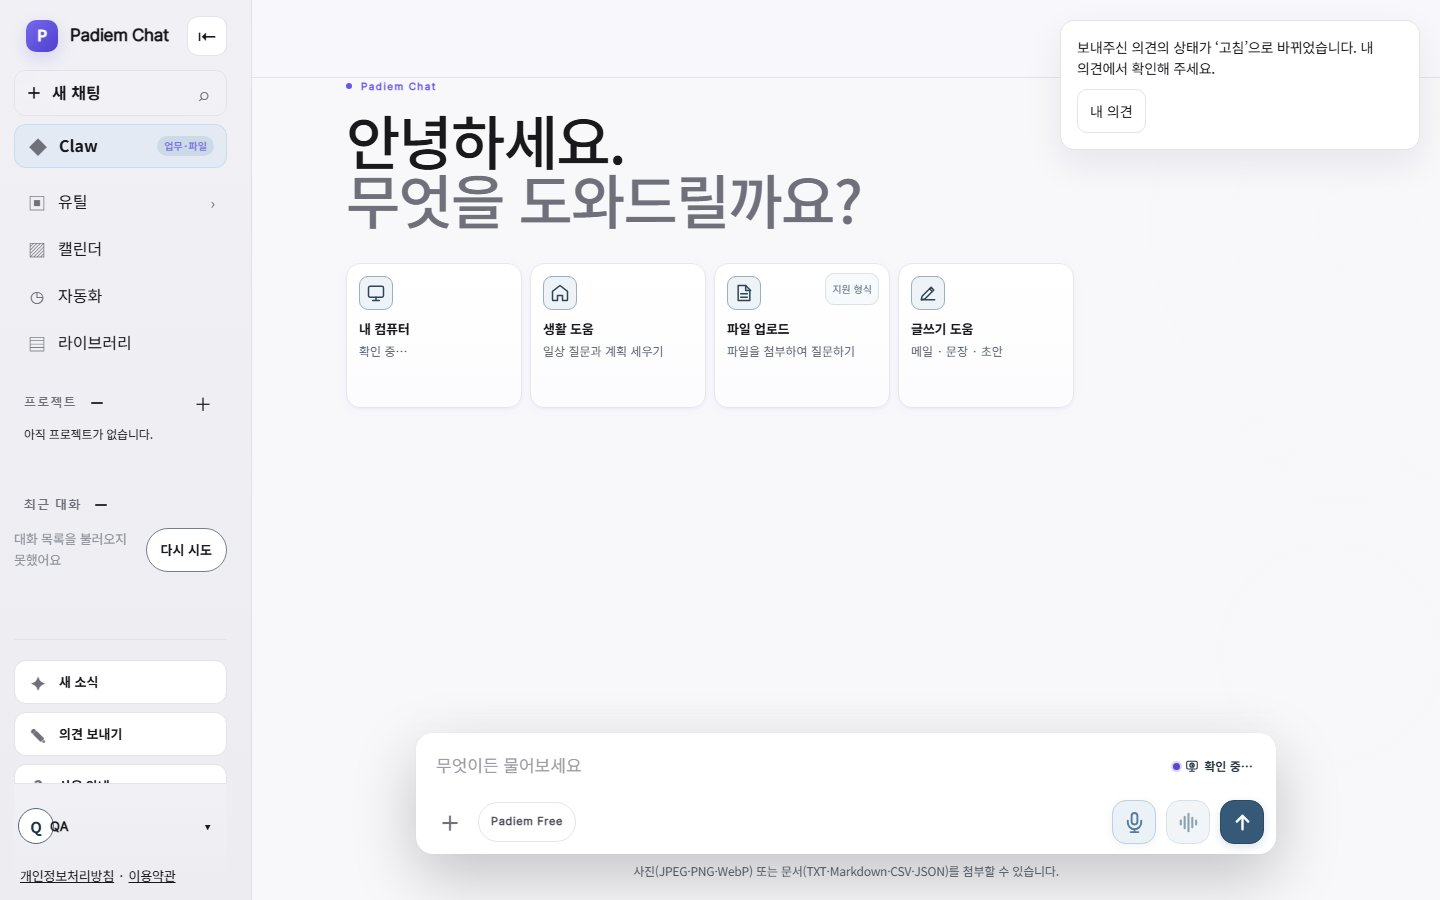 P Padiem Chat
새 채팅
Claw 업무·파일
유틸
캘린더
자동화
라이브러리
프로젝트
아직 프로젝트가 없습니다.
최근 대화
대화 목록을 불러오지
못했어요
다시 시도
새 소식
의견 보내기
Q QA
개인정보처리방침 · 이용약관
Padiem Chat
안녕하세요.
무엇을 도와드릴까요?
내 컴퓨터
확인 중…
생활 도움
일상 질문과 계획 세우기
지원 형식
파일 업로드
파일을 첨부하여 질문하기
글쓰기 도움
메일 · 문장 · 초안
보내주신 의견의 상태가 ‘고침’으로 바뀌었습니다. 내
의견에서 확인해 주세요.
내 의견
무엇이든 물어보세요
확인 중…
Padiem Free
사진(JPEG·PNG·WebP) 또는 문서(TXT·Markdown·CSV·JSON)를 첨부할 수 있습니다.